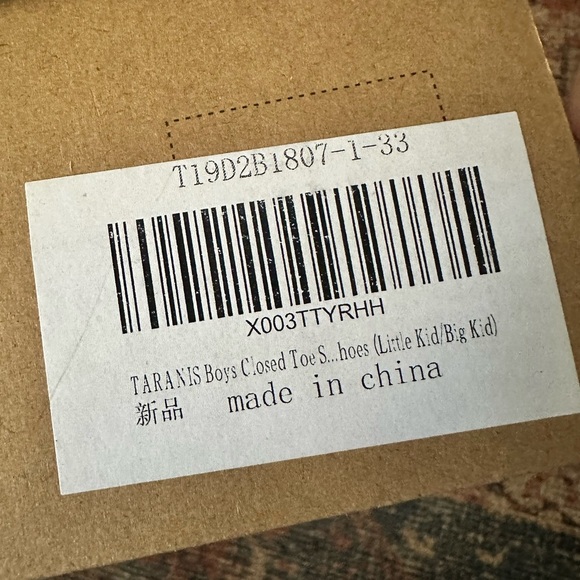 T19D2B1807-1-33
X003TTYRHH
TARANIS Boys Closed Toe S...hoes (Little Kid/Big Kid)
新品 made in china